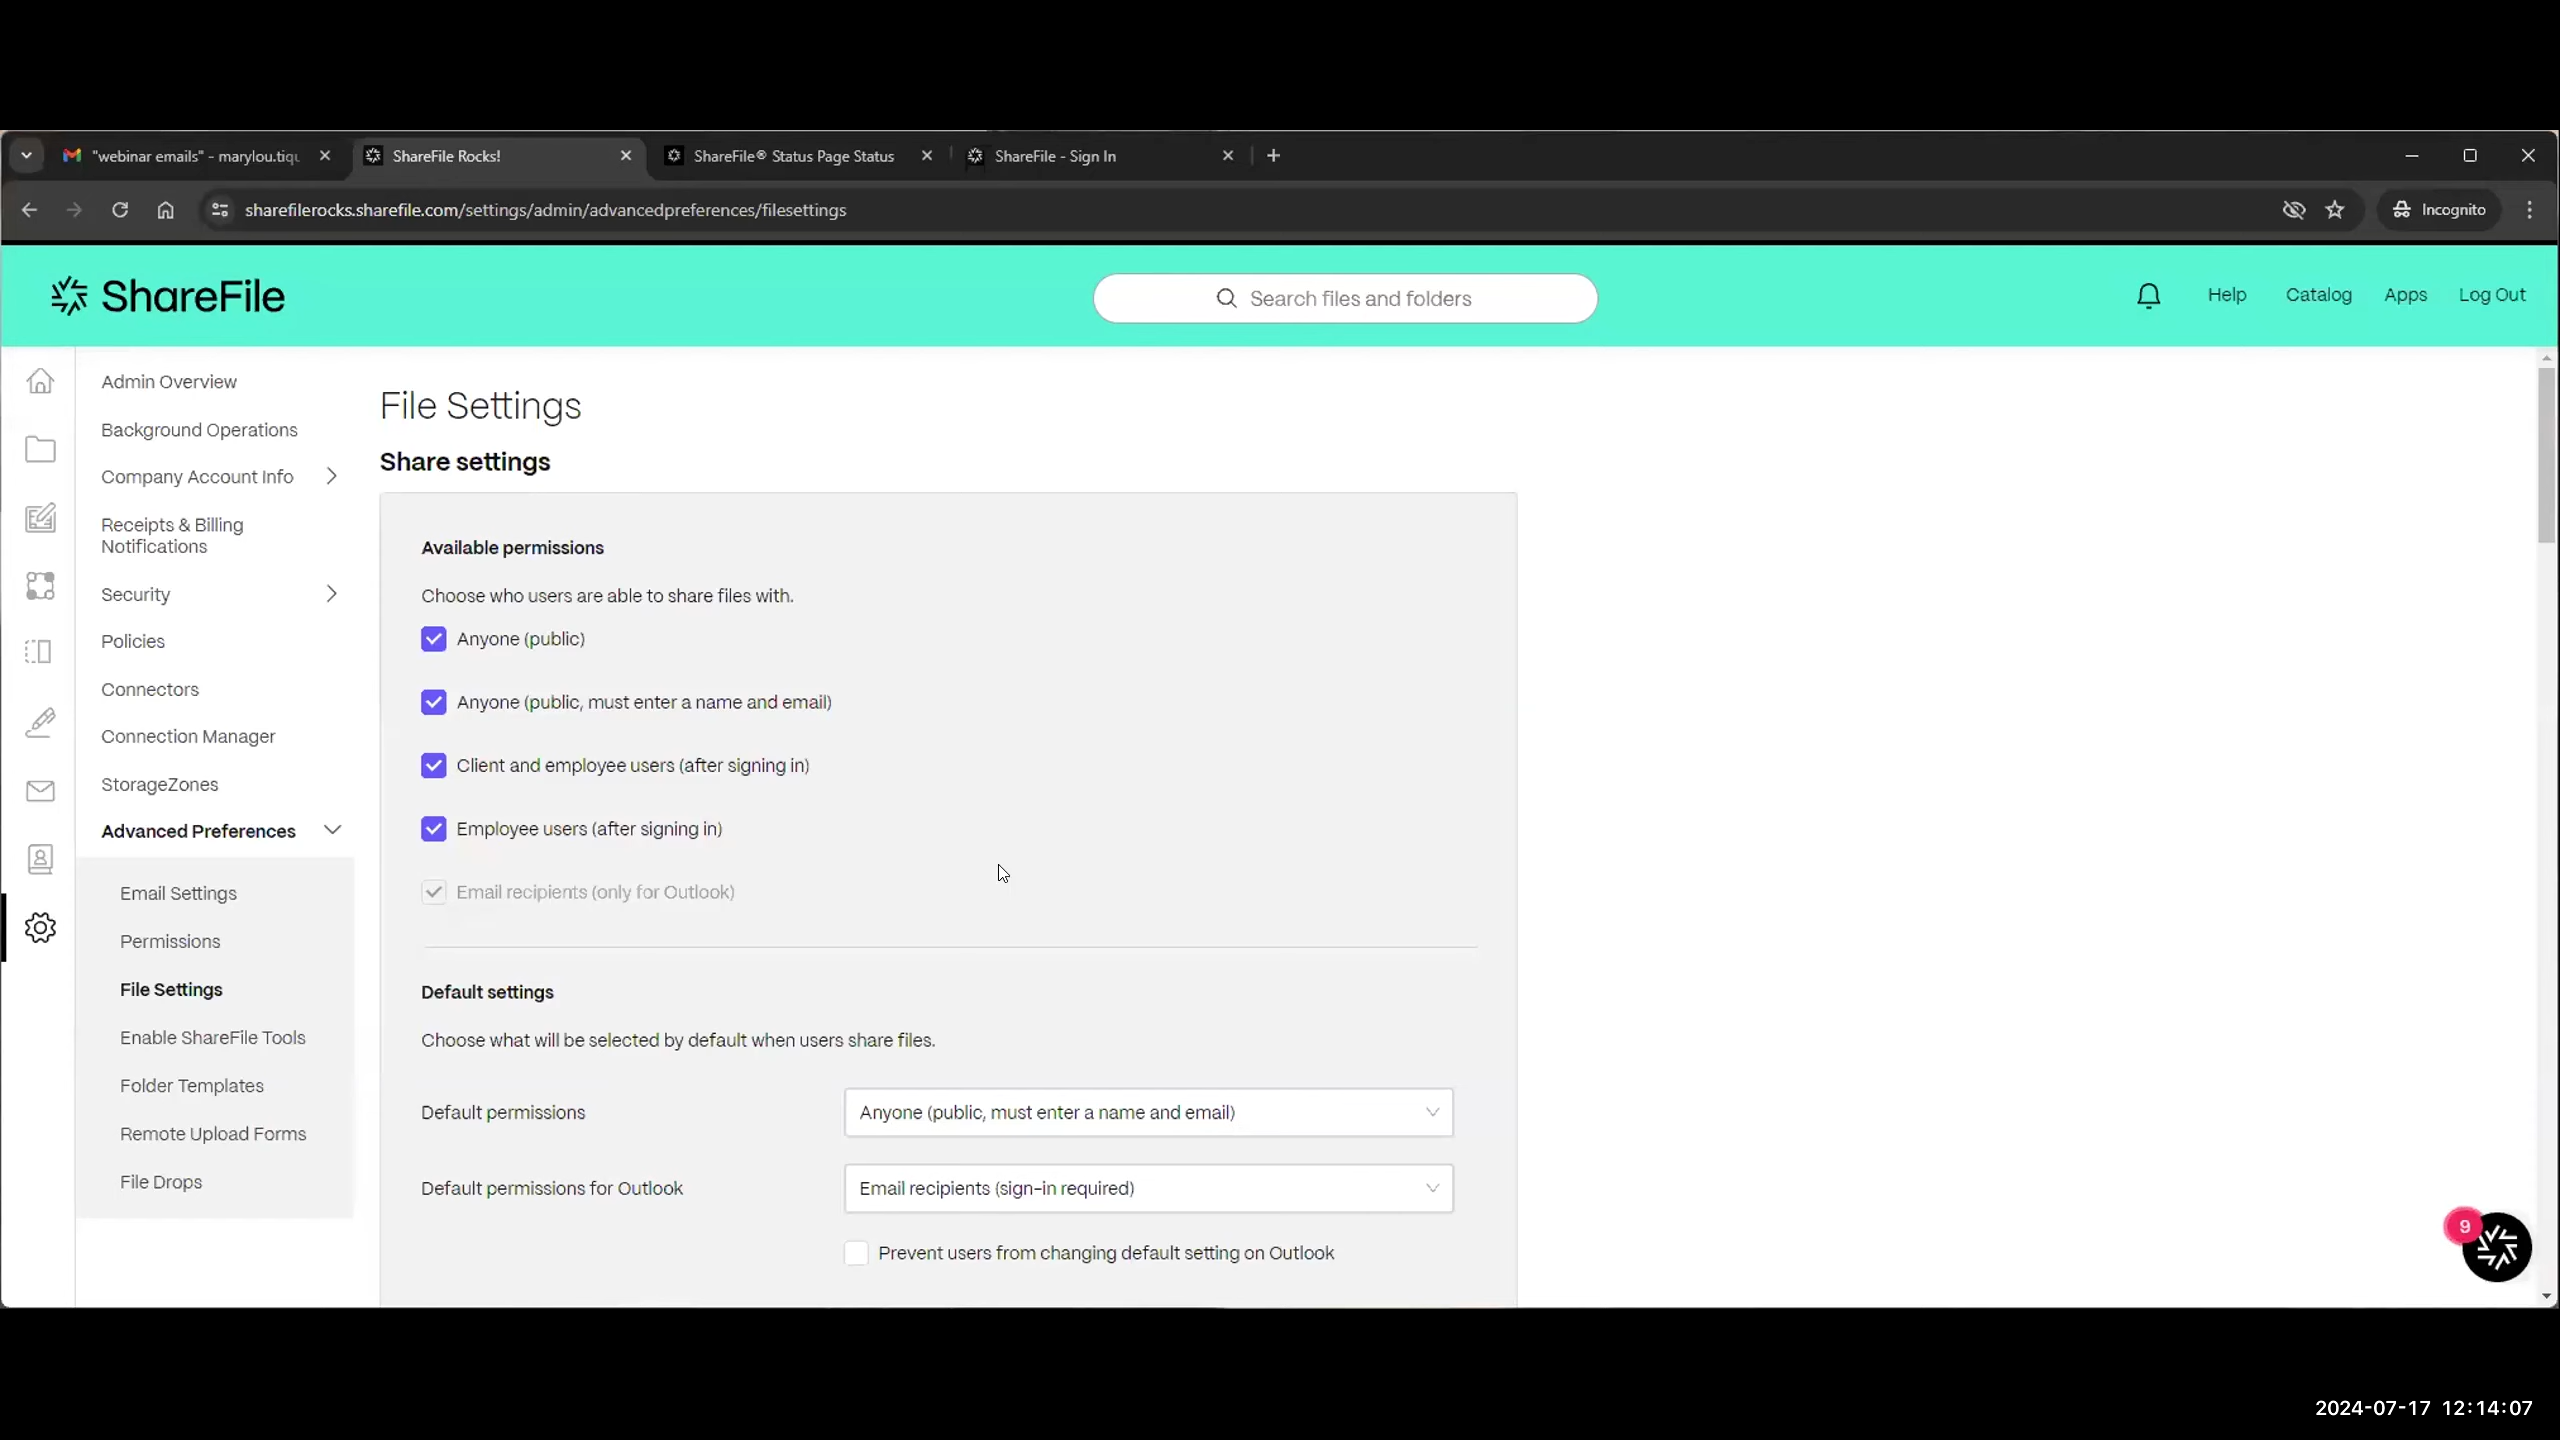 "webinar emails" - marylou.tiqu
ShareFile Rocks!
ShareFile® Status Page Status
ShareFile - Sign In
sharefilerocks.sharefile.com/settings/admin/advancedpreferences/filesettings
Incognito
ShareFile
Search files and folders
Help
Catalog
Apps
Log Out
Admin Overview
Background Operations
Company Account Info
Receipts & Billing
Notifications
Security
Policies
Connectors
Connection Manager
StorageZones
Advanced Preferences
Email Settings
Permissions
File Settings
Enable ShareFile Tools
Folder Templates
Remote Upload Forms
File Drops
File Settings
Share settings
Available permissions
Choose who users are able to share files with.
Anyone (public)
Anyone (public, must enter a name and email)
Client and employee users (after signing in)
Employee users (after signing in)
Email recipients (only for Outlook)
Default settings
Choose what will be selected by default when users share files.
Default permissions
Anyone (public, must enter a name and email)
Default permissions for Outlook
Email recipients (sign-in required)
Prevent users from changing default setting on Outlook
9
2024-07-17 12:14:07